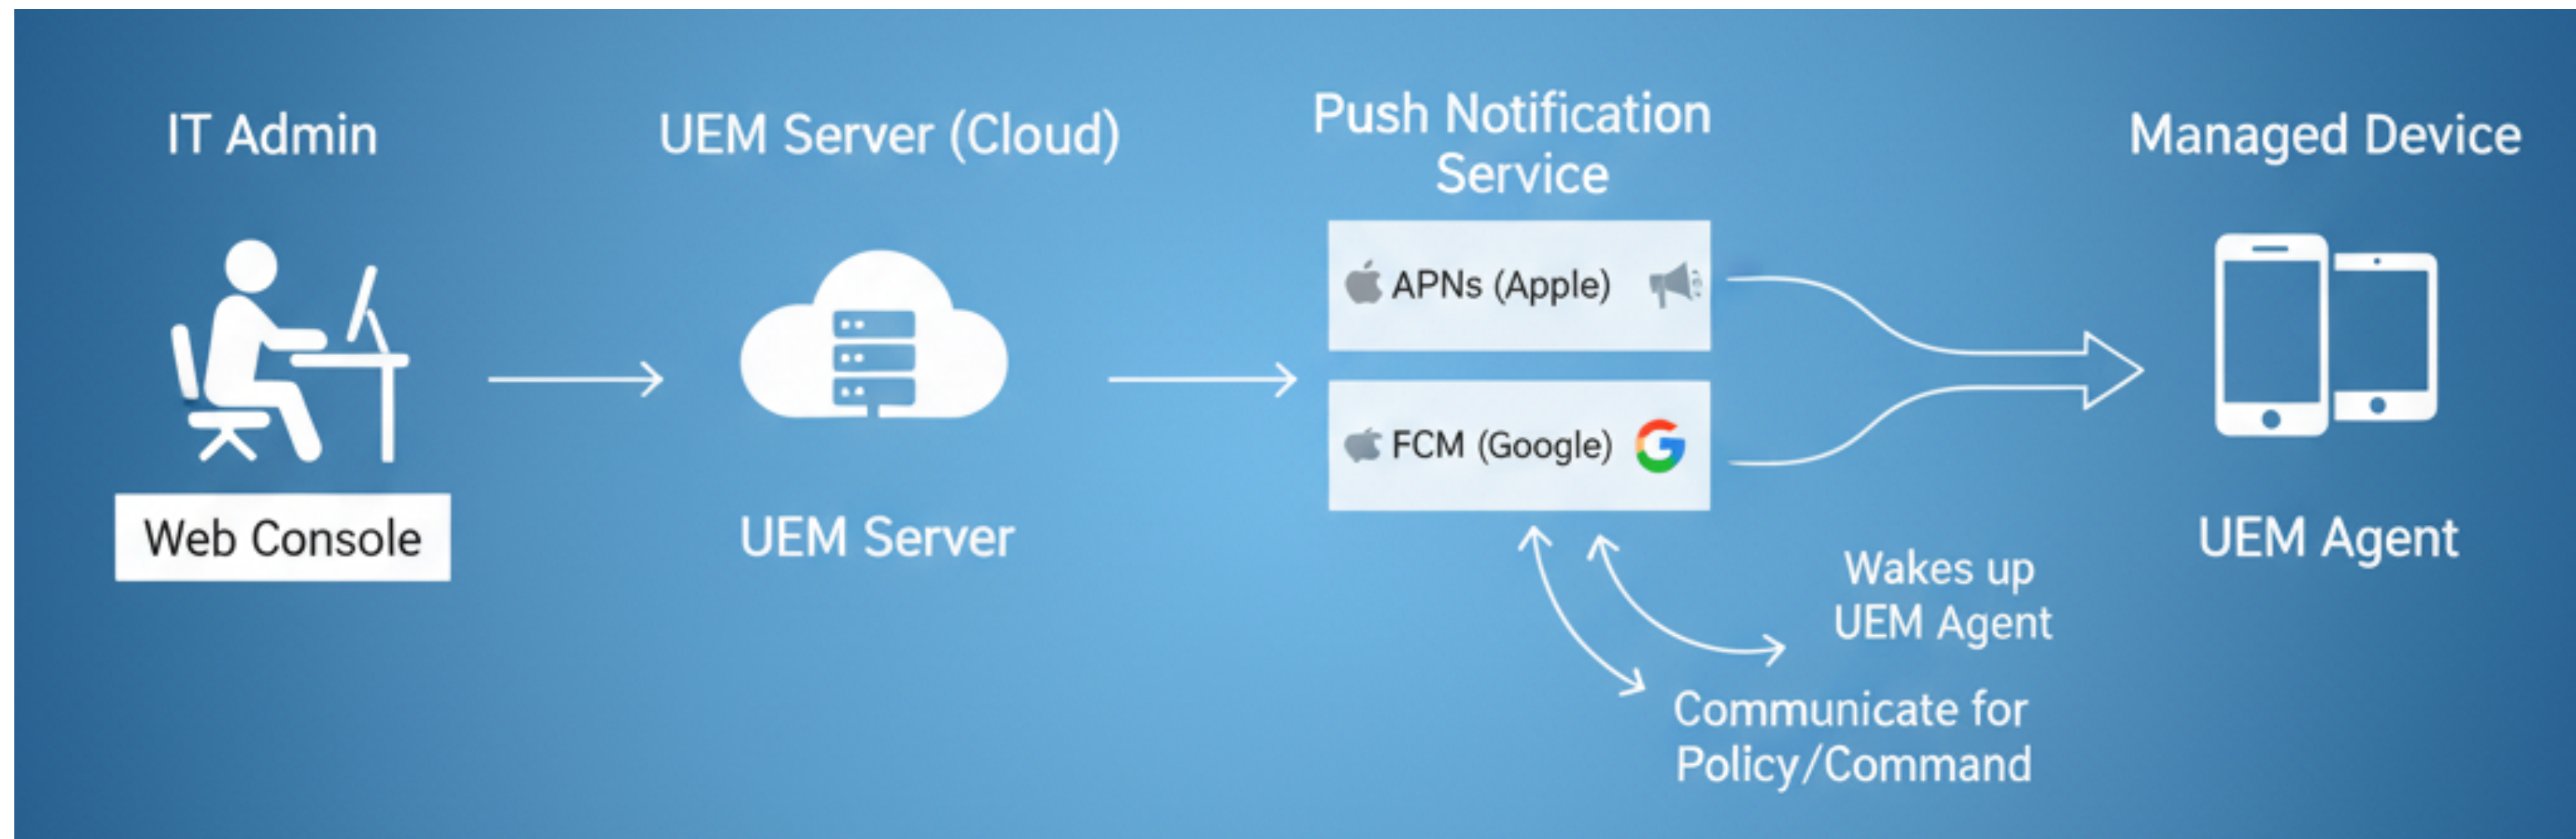 IT Admin
Web Console
UEM Server (Cloud)
UEM Server
Push Notification
Service
APNs (Apple)
FCM (Google)
Wakes up
UEM Agent
Communicate for
Policy/Command
Managed Device
UEM Agent